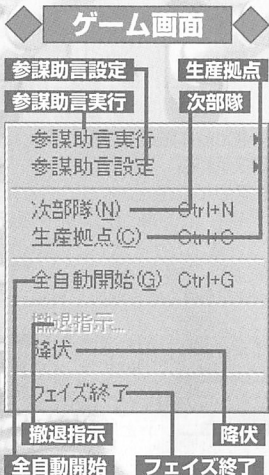 ゲーム画面
参謀助言設定
生産拠点
参謀助言実行
次部隊
参謀助言実行
参謀助言設定
次部隊(N) Ctrl+N
生産拠点(C) Ctrl+C
全自動開始(G) Ctrl+G
撤退指示...
降伏
フェイズ終了
撤退指示
降伏
全自動開始
フェイズ終了